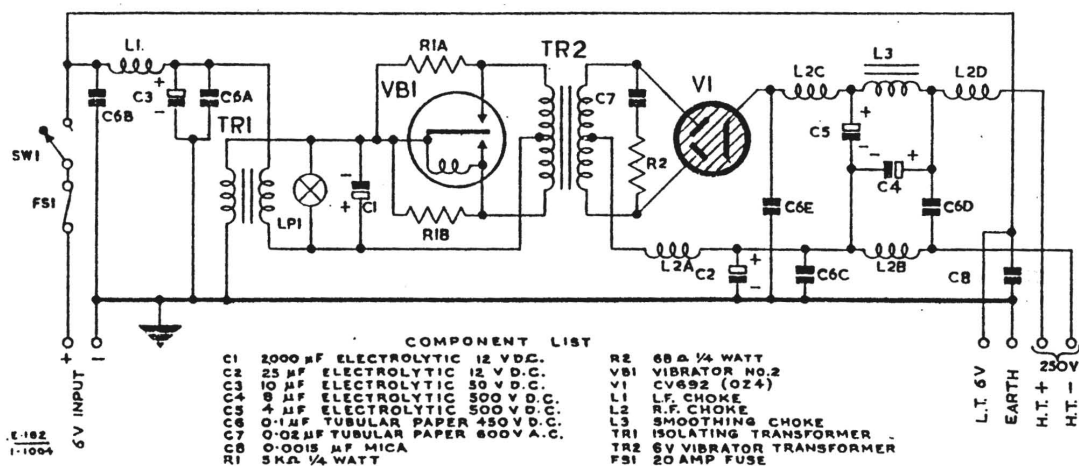 L1.
R1A
TR2
L3
C3
+
-
C6A
VB1
C7
V1
L2C
L2D
C6B
TR1
C5
+
-
SW1
R2
- +
C4
FS1
LP1
-
+
C1
R1B
C6E
C6D
L2A
C2
+
-
C6C
L2B
C8
+
-
6V INPUT
L.T. 6V
EARTH
H.T. +
H.T. -
250V
COMPONENT LIST
C1 2000 µF ELECTROLYTIC 12 V D.C.
C2 25 µF ELECTROLYTIC 12 V D.C.
C3 10 µF ELECTROLYTIC 50 V D.C.
C4 8 µF ELECTROLYTIC 500 V D.C.
C5 4 µF ELECTROLYTIC 500 V D.C.
C6 0·1 µF TUBULAR PAPER 450V D.C.
C7 0·02 µF TUBULAR PAPER 600V A.C.
C8 0·0015 µF MICA
R1 5KΩ ¼ WATT
R2 68 Ω ¼ WATT
VB1 VIBRATOR NO.2
V1 CV692 (OZ4)
L1 L.F. CHOKE
L2 R.F. CHOKE
L3 SMOOTHING CHOKE
TR1 ISOLATING TRANSFORMER
TR2 6V VIBRATOR TRANSFORMER
FS1 20 AMP FUSE
E-182
1-1004